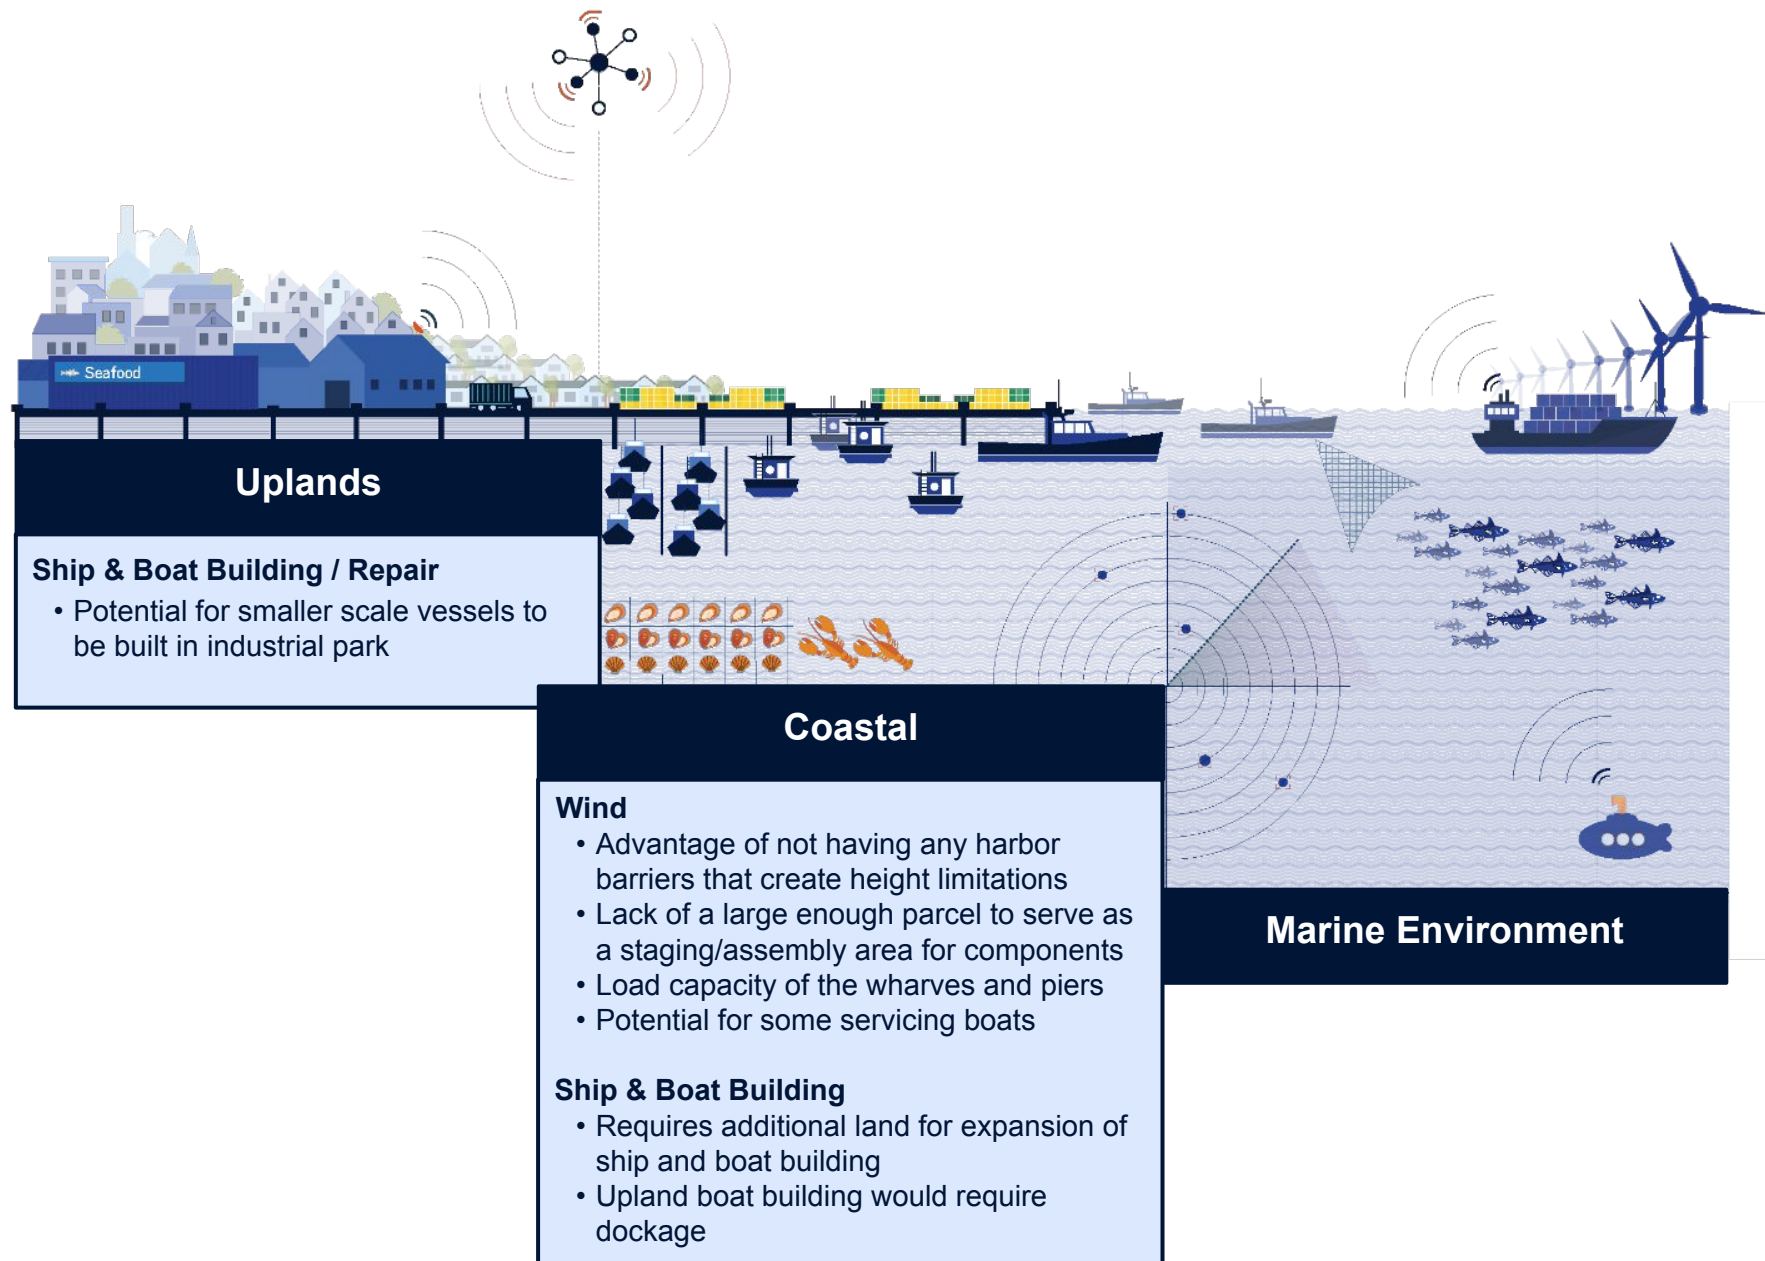 Seafood
Uplands
Ship & Boat Building / Repair
• Potential for smaller scale vessels to
be built in industrial park
Coastal
Wind
• Advantage of not having any harbor
barriers that create height limitations
• Lack of a large enough parcel to serve as
a staging/assembly area for components
• Load capacity of the wharves and piers
• Potential for some servicing boats
Ship & Boat Building
• Requires additional land for expansion of
ship and boat building
• Upland boat building would require
dockage
Marine Environment